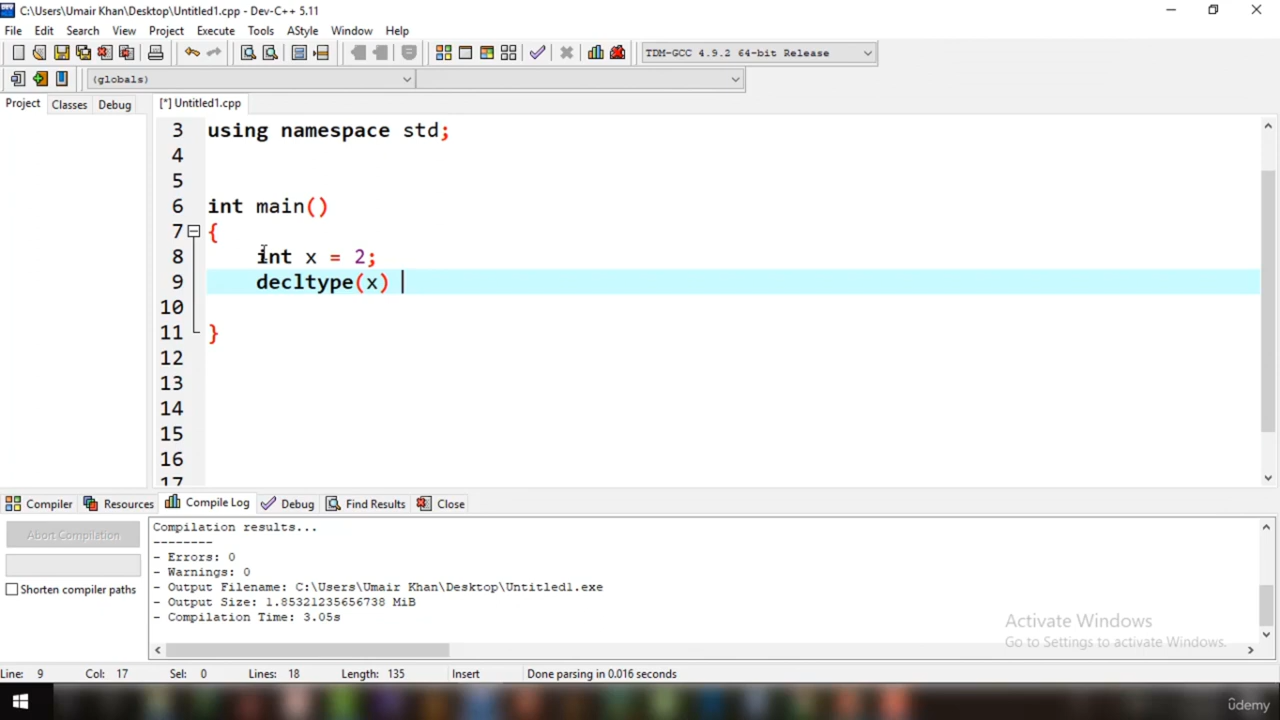 C:\Users\Umair Khan\Desktop\Untitled1.cpp - Dev-C++ 5.11
File Edit Search View Project Execute Tools AStyle Window Help
TDM-GCC 4.9.2 64-bit Release
(globals)
Project Classes Debug [*] Untitled1.cpp
3 using namespace std;
4
5
6 int main()
7 {
8 int x = 2;
9 decltype(x)
10
11 }
12
13
14
15
16
17
Compiler Resources Compile Log Debug Find Results Close
Abort Compilation
Shorten compiler paths
Compilation results...
--------
- Errors: 0
- Warnings: 0
- Output Filename: C:\Users\Umair Khan\Desktop\Untitled1.exe
- Output Size: 1.85321235656738 MiB
- Compilation Time: 3.05s
Activate Windows
Go to Settings to activate Windows.
Line: 9 Col: 17 Sel: 0 Lines: 18 Length: 135 Insert Done parsing in 0.016 seconds
ûdemy